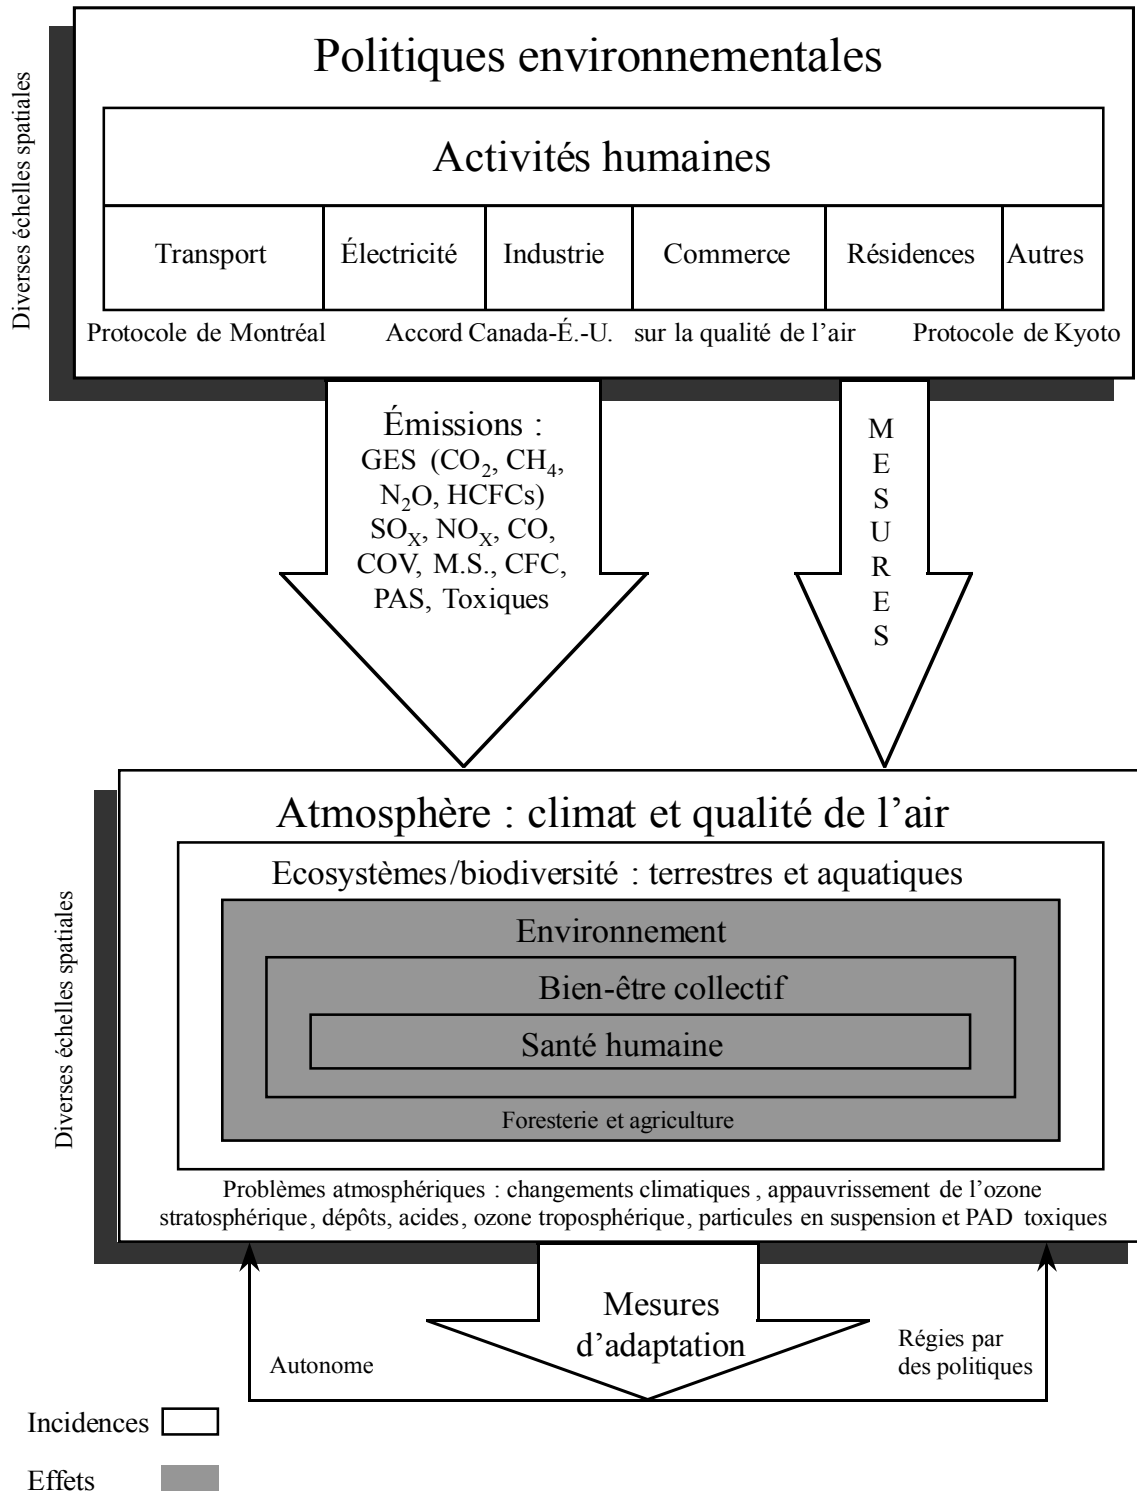 Politiques environnementales
Diverses échelles spatiales
Activités humaines
Transport Électricité Industrie Commerce Résidences Autres
Protocole de Montréal Accord Canada-É.-U. sur la qualité de l'air Protocole de Kyoto
Émissions :
GES (CO₂, CH₄,
N₂O, HCFCs)
SOX, NOX, CO,
COV, M.S., CFC,
PAS, Toxiques
M
E
S
U
R
E
S
Atmosphère : climat et qualité de l'air
Diverses échelles spatiales
Ecosystèmes/biodiversité : terrestres et aquatiques
Environnement
Bien-être collectif
Santé humaine
Foresterie et agriculture
Problèmes atmosphériques : changements climatiques , appauvrissement de l'ozone
stratosphérique, dépôts, acides, ozone troposphérique, particules en suspension et PAD toxiques
Mesures
d'adaptation
Autonome
Régies par
des politiques
Incidences
Effets